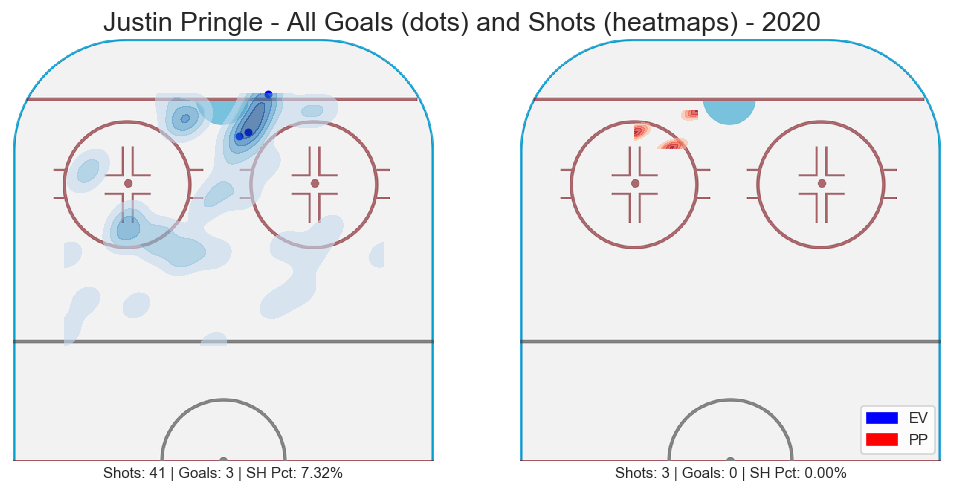 Justin Pringle - All Goals (dots) and Shots (heatmaps) - 2020
EV
PP
Shots: 41 | Goals: 3 | SH Pct: 7.32%
Shots: 3 | Goals: 0 | SH Pct: 0.00%